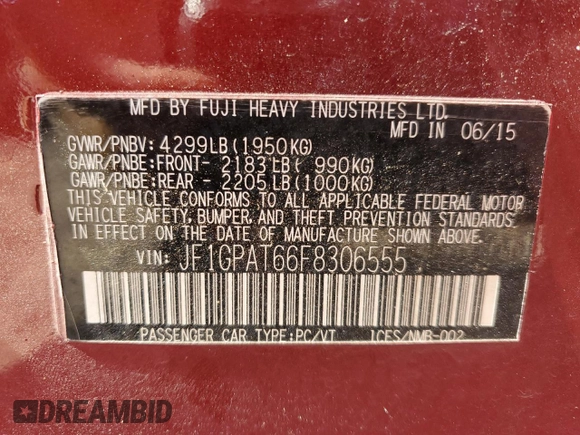 MFD BY FUJI HEAVY INDUSTRIES LTD.
MFD IN 06/15
GVWR/PNBV: 4299LB(1950KG)
GAWR/PNBE:FRONT- 2183LB( 990KG)
GAWR/PNBE:REAR - 2205LB(1000KG)
THIS VEHICLE CONFORMS TO ALL APPLICABLE FEDERAL MOTOR
VEHICLE SAFETY, BUMPER, AND THEFT PREVENTION STANDARDS
IN EFFECT ON THE DATE OF MANUFACTURE SHOWN ABOVE.
VIN: JF1GPAT66F8306555
PASSENGER CAR TYPE:PC/VT ICES/NMB-002
DREAMBID